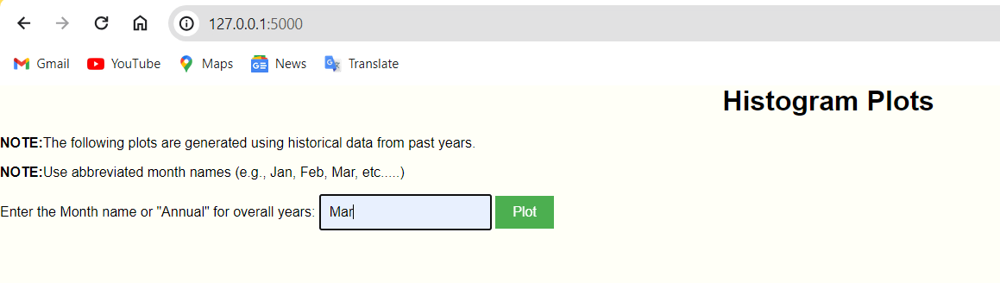 127.0.0.1:5000
Gmail YouTube Maps News Translate
Histogram Plots
NOTE:The following plots are generated using historical data from past years.
NOTE:Use abbreviated month names (e.g., Jan, Feb, Mar, etc.....)
Enter the Month name or "Annual" for overall years: Mar Plot